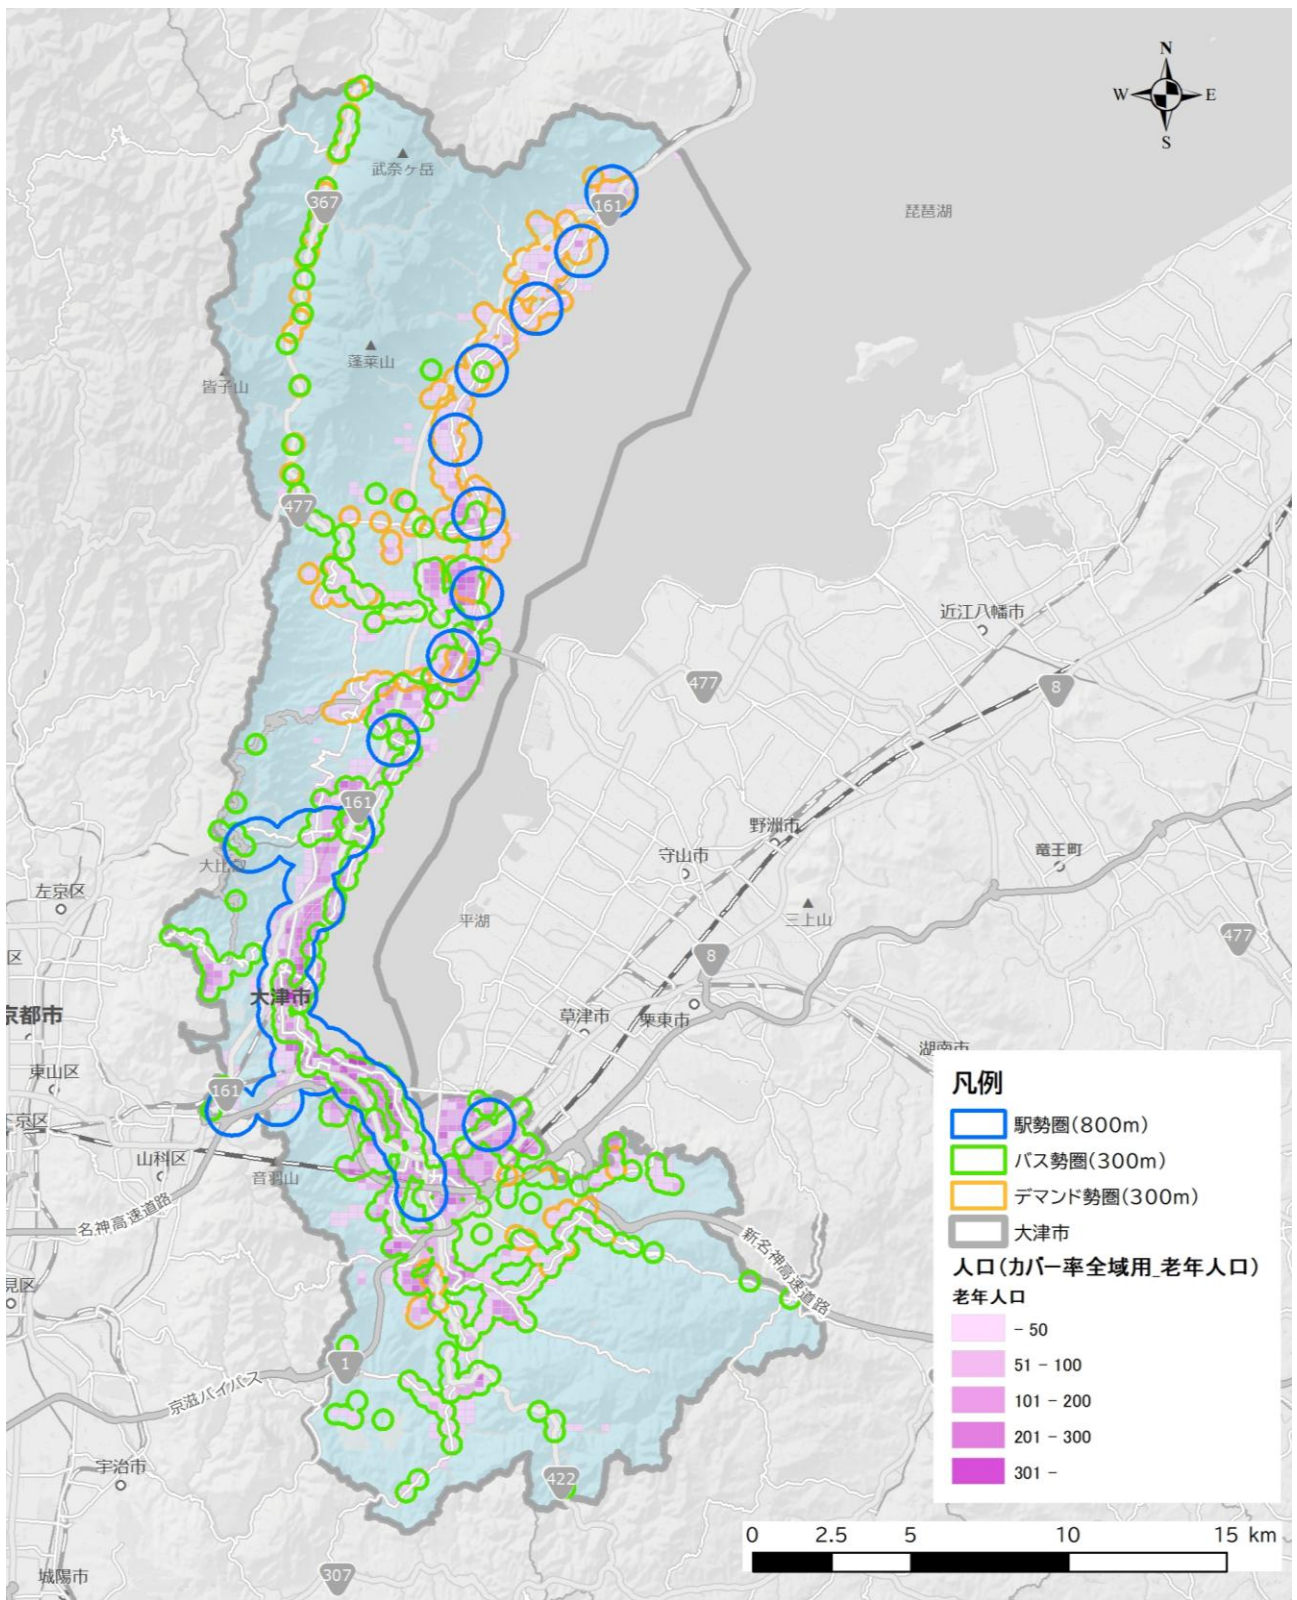 N
W
E
S
武奈ヶ岳
367
161
琵琶湖
蓬莱山
皆子山
477
近江八幡市
477
8
161
野洲市
守山市
竜王町
左京区
三上山
平湖
477
区
8
大津市
京都市
草津市
栗東市
湖南市
東山区
161
山科区
音羽山
名神高速道路
新名神高速道路
見区
1
京滋バイパス
宇治市
422
307
城陽市
凡例
駅勢圏(800m)
バス勢圏(300m)
デマンド勢圏(300m)
大津市
人口(カバー率全域用_老年人口)
老年人口
- 50
51 - 100
101 - 200
201 - 300
301 -
0 2.5 5 10 15 km